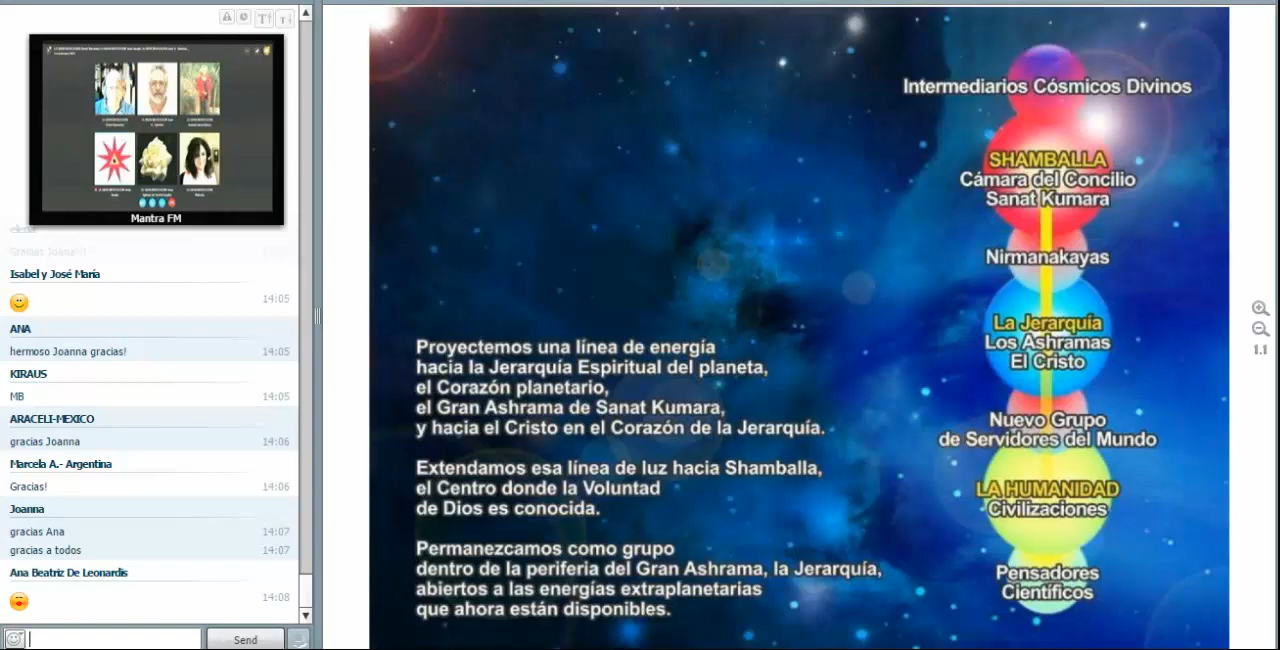 T↑
T↓
Mantra FM
Gracias Joana!!!
Isabel y José María
14:05
ANA
hermoso Joanna gracias!
14:05
KIRAUS
MB
14:05
ARACELI-MEXICO
gracias Joanna
14:06
Marcela A.- Argentina
Gracias!
14:06
Joanna
gracias Ana
14:07
gracias a todos
14:07
Ana Beatriz De Leonardis
14:08
Send
Proyectemos una línea de energía
hacia la Jerarquía Espiritual del planeta,
el Corazón planetario,
el Gran Ashrama de Sanat Kumara,
y hacia el Cristo en el Corazón de la Jerarquía.
Extendamos esa línea de luz hacia Shamballa,
el Centro donde la Voluntad
de Dios es conocida.
Permanezcamos como grupo
dentro de la periferia del Gran Ashrama, la Jerarquía,
abiertos a las energías extraplanetarias
que ahora están disponibles.
Intermediarios Cósmicos Divinos
SHAMBALLA
Cámara del Concilio
Sanat Kumara
Nirmanakayas
La Jerarquía
Los Ashramas
El Cristo
Nuevo Grupo
de Servidores del Mundo
LA HUMANIDAD
Civilizaciones
Pensadores
Científicos
1.1